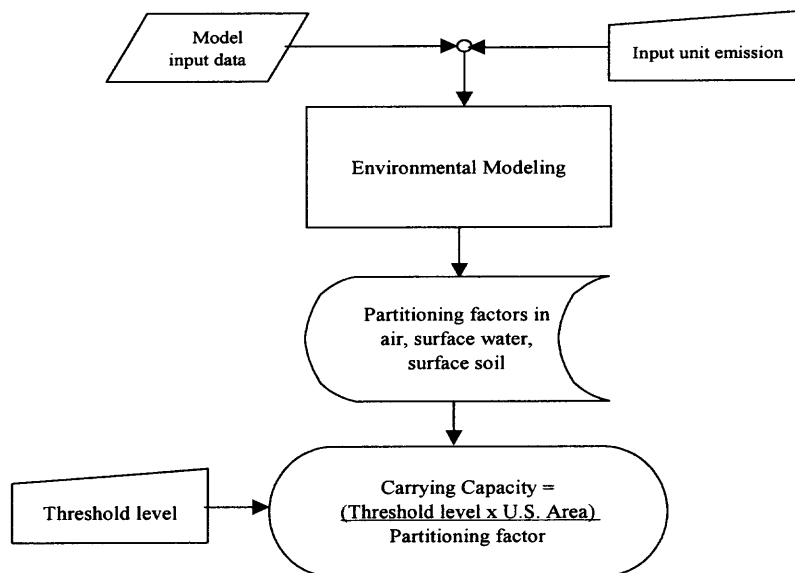 Model
input data
Input unit emission
Environmental Modeling
Partitioning factors in
air, surface water,
surface soil
Threshold level
Carrying Capacity =
(Threshold level x U.S. Area)
Partitioning factor